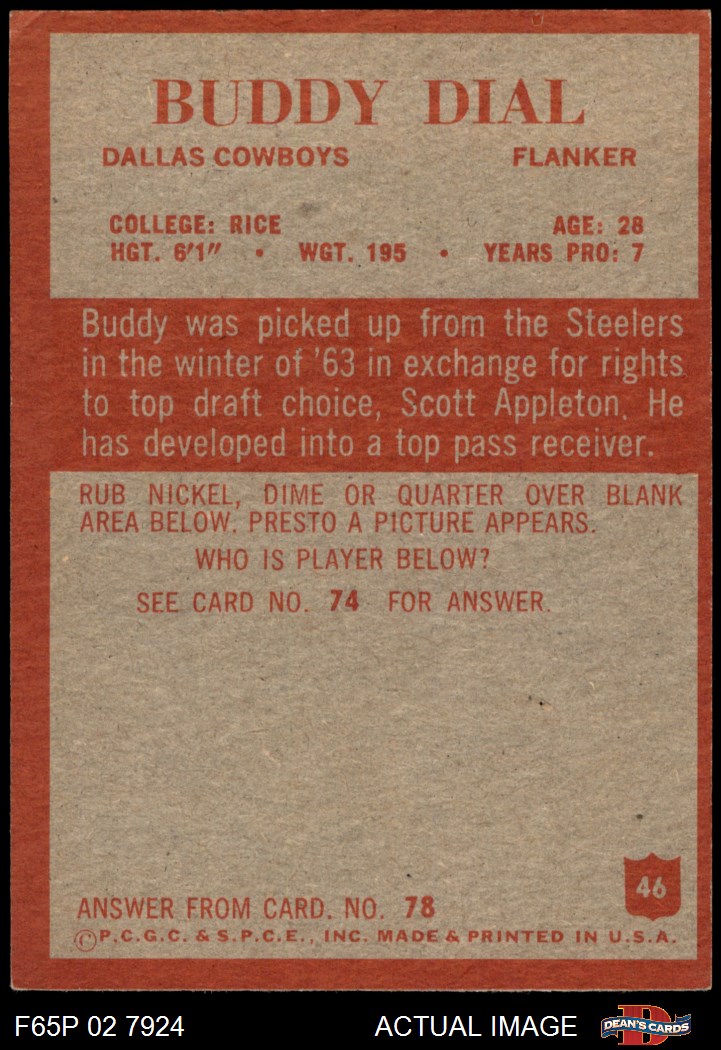 BUDDY DIAL
DALLAS COWBOYS FLANKER
COLLEGE: RICE AGE: 28
HGT. 6'1" • WGT. 195 • YEARS PRO: 7
Buddy was picked up from the Steelers
in the winter of '63 in exchange for rights
to top draft choice, Scott Appleton. He
has developed into a top pass receiver.
RUB NICKEL, DIME OR QUARTER OVER BLANK
AREA BELOW. PRESTO A PICTURE APPEARS.
WHO IS PLAYER BELOW?
SEE CARD NO. 74 FOR ANSWER.
46
ANSWER FROM CARD. NO. 78
©P.C.G.C. & S.P.C.E., INC. MADE & PRINTED IN U.S.A.
F65P 02 7924 ACTUAL IMAGE
D
DEAN'S CARDS